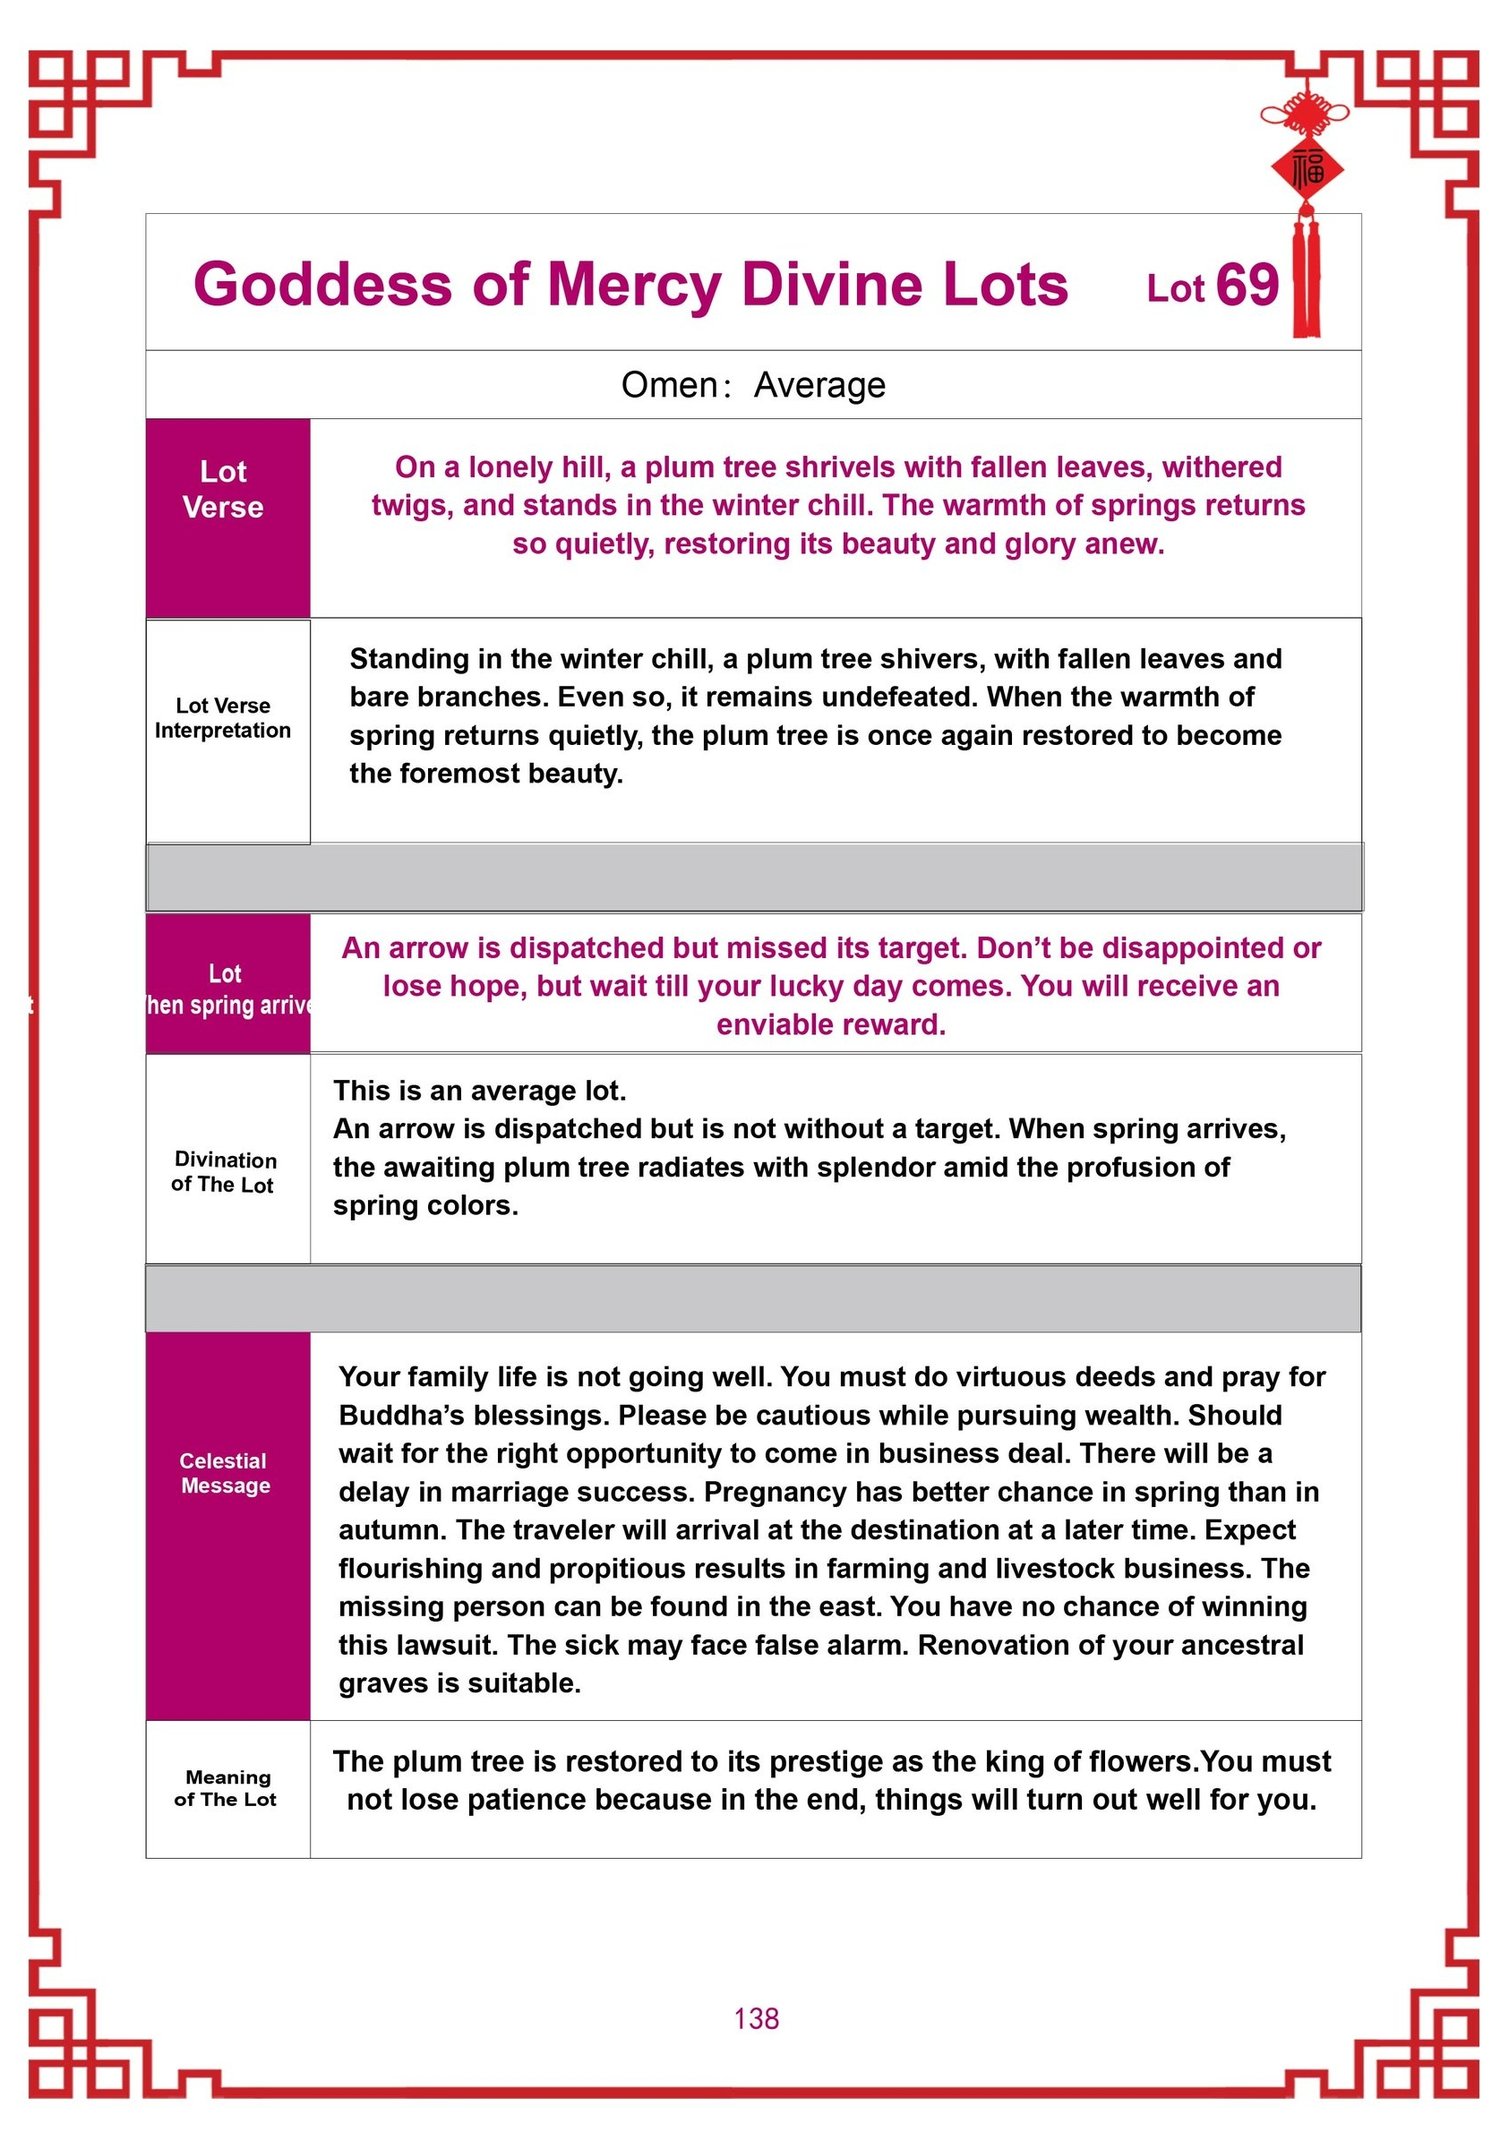 福
Goddess of Mercy Divine Lots Lot 69
Omen: Average
Lot
Verse
On a lonely hill, a plum tree shrivels with fallen leaves, withered
twigs, and stands in the winter chill. The warmth of springs returns
so quietly, restoring its beauty and glory anew.
Lot Verse
Interpretation
Standing in the winter chill, a plum tree shivers, with fallen leaves and
bare branches. Even so, it remains undefeated. When the warmth of
spring returns quietly, the plum tree is once again restored to become
the foremost beauty.
Lot
t hen spring arrive
An arrow is dispatched but missed its target. Don’t be disappointed or
lose hope, but wait till your lucky day comes. You will receive an
enviable reward.
Divination
of The Lot
This is an average lot.
An arrow is dispatched but is not without a target. When spring arrives,
the awaiting plum tree radiates with splendor amid the profusion of
spring colors.
Celestial
Message
Your family life is not going well. You must do virtuous deeds and pray for
Buddha’s blessings. Please be cautious while pursuing wealth. Should
wait for the right opportunity to come in business deal. There will be a
delay in marriage success. Pregnancy has better chance in spring than in
autumn. The traveler will arrival at the destination at a later time. Expect
flourishing and propitious results in farming and livestock business. The
missing person can be found in the east. You have no chance of winning
this lawsuit. The sick may face false alarm. Renovation of your ancestral
graves is suitable.
Meaning
of The Lot
The plum tree is restored to its prestige as the king of flowers.You must
not lose patience because in the end, things will turn out well for you.
138